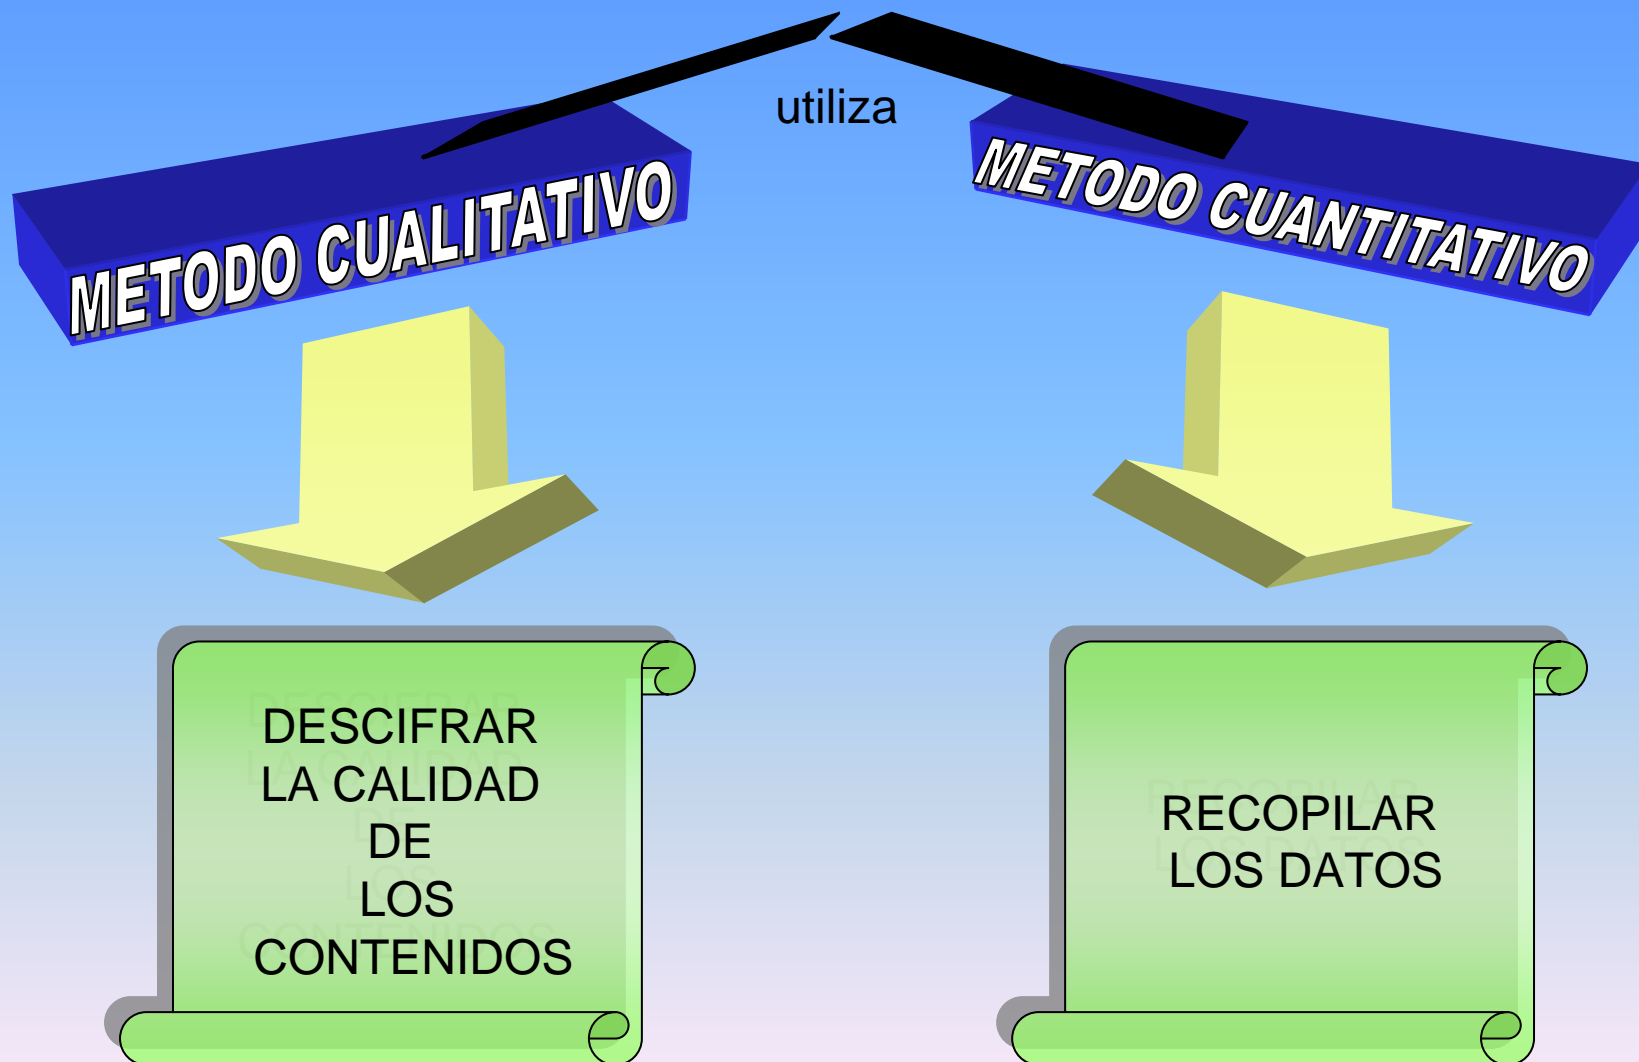 utiliza
METODO CUALITATIVO
METODO CUANTITATIVO
DESCIFRAR
LA CALIDAD
DE
LOS
CONTENIDOS
RECOPILAR
LOS DATOS